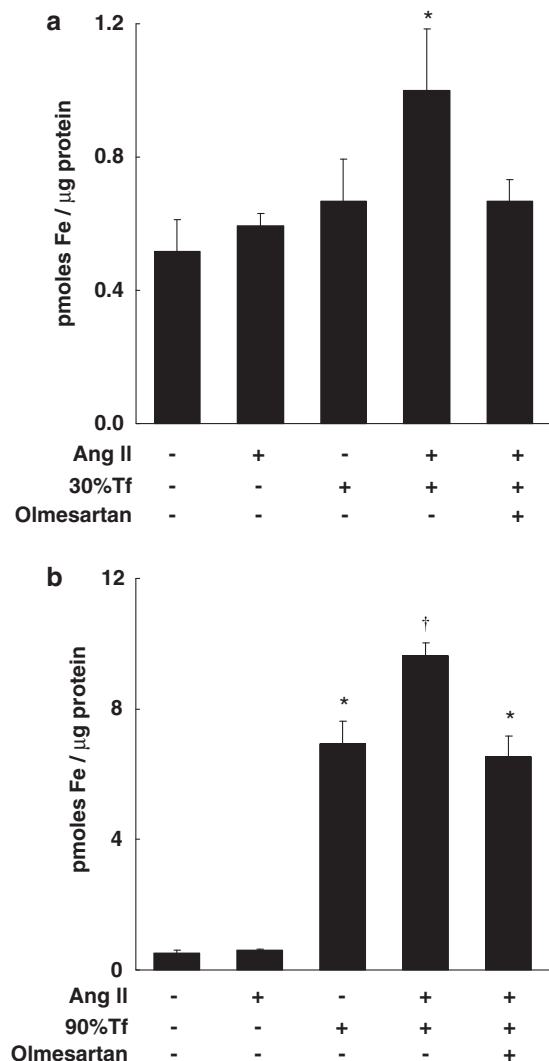 a
pmoles Fe / μg protein
1.2
0.8
0.4
0.0
*
Ang II - + - + +
30%Tf - - + + +
Olmesartan - - - - +
b
pmoles Fe / μg protein
12
8
4
0
* † *
Ang II - + - + +
90%Tf - - + + +
Olmesartan - - - - +